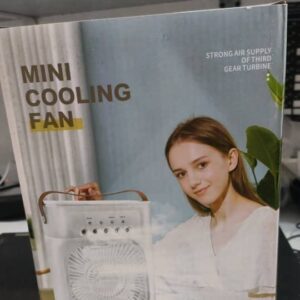 MINI
COOLING
FAN
STRONG AIR SUPPLY
OF THIRD
GEAR TURBINE